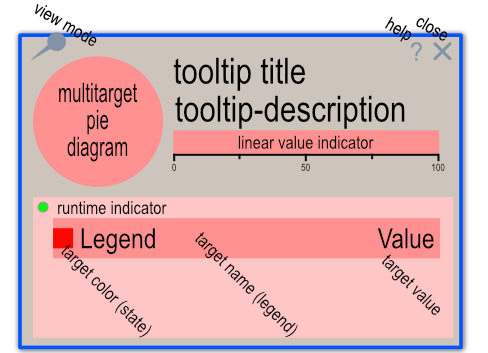 view mode
help
close
?
tooltip title
tooltip-description
multitarget
pie
diagram
linear value indicator
0
50
100
runtime indicator
Legend
Value
target color (state)
target name (legend)
target value